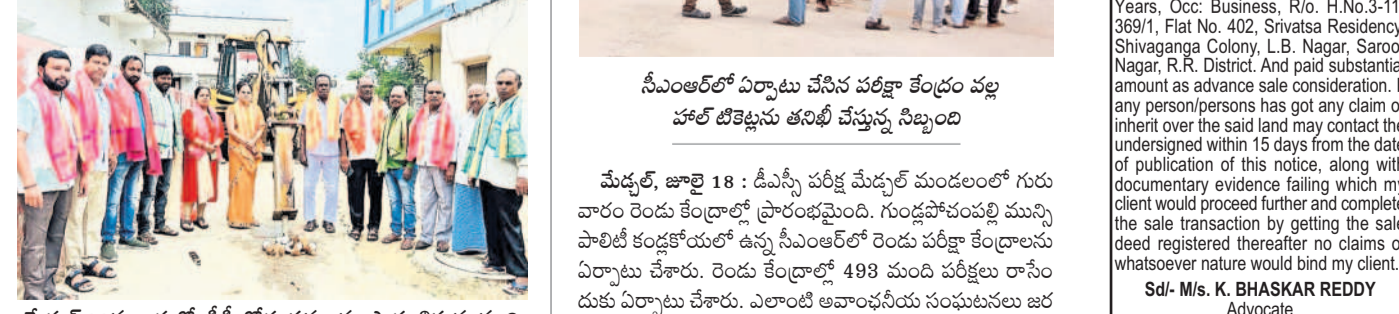 సీఎంఆర్‌లో ఏర్పాటు చేసిన పరీక్షా కేంద్రం వల్ల
హాల్ టికెట్లను తనిఖీ చేస్తున్న సిబ్బంది
మేడ్చల్, జూలై 18 : డీఎస్సీ పరీక్ష మేడ్చల్ మండలంలో గురు
వారం రెండు కేంద్రాల్లో ప్రారంభమైంది. గుండ్లపోచంపల్లి మున్సి
పాలిటీ కండ్లకోయలో ఉన్న సీఎంఆర్‌లో రెండు పరీక్షా కేంద్రాలను
ఏర్పాటు చేశారు. రెండు కేంద్రాల్లో 493 మంది పరీక్షలు రాసేం
దుకు ఏర్పాటు చేశారు. ఎలాంటి అవాంఛనీయ సంఘటనలు జర
Years, Occ: Business, R/o. H.No.3-11
369/1, Flat No. 402, Srivatsa Residency
Shivaganga Colony, L.B. Nagar, Saroo
Nagar, R.R. District. And paid substantia
amount as advance sale consideration. I
any person/persons has got any claim o
inherit over the said land may contact the
undersigned within 15 days from the date
of publication of this notice, along with
documentary evidence failing which my
client would proceed further and complete
the sale transaction by getting the sale
deed registered thereafter no claims o
whatsoever nature would bind my client.
Sd/- M/s. K. BHASKAR REDDY
Advocate